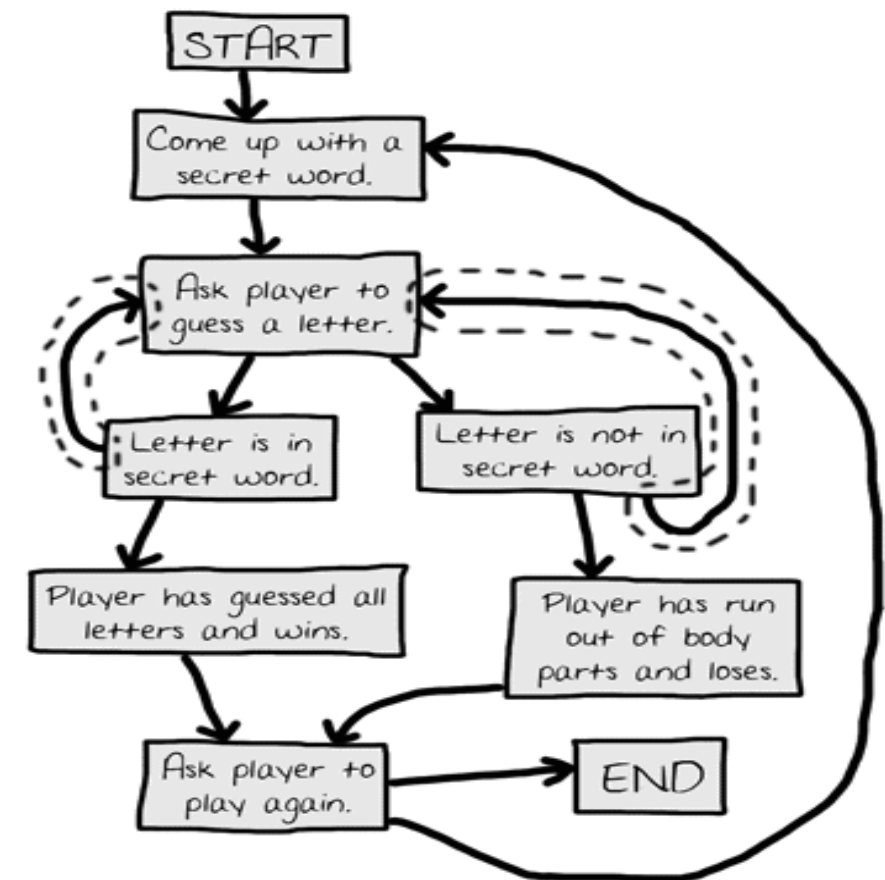 START
Come up with a
secret word.
Ask player to
guess a letter.
Letter is in
secret word.
Letter is not in
secret word.
Player has guessed all
letters and wins.
Player has run
out of body
parts and loses.
Ask player to
play again.
END